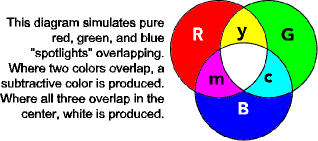 This diagram simulates pure
red, green, and blue
"spotlights" overlapping.
Where two colors overlap, a
subtractive color is produced.
Where all three overlap in the
center, white is produced.
R y G
m c
B